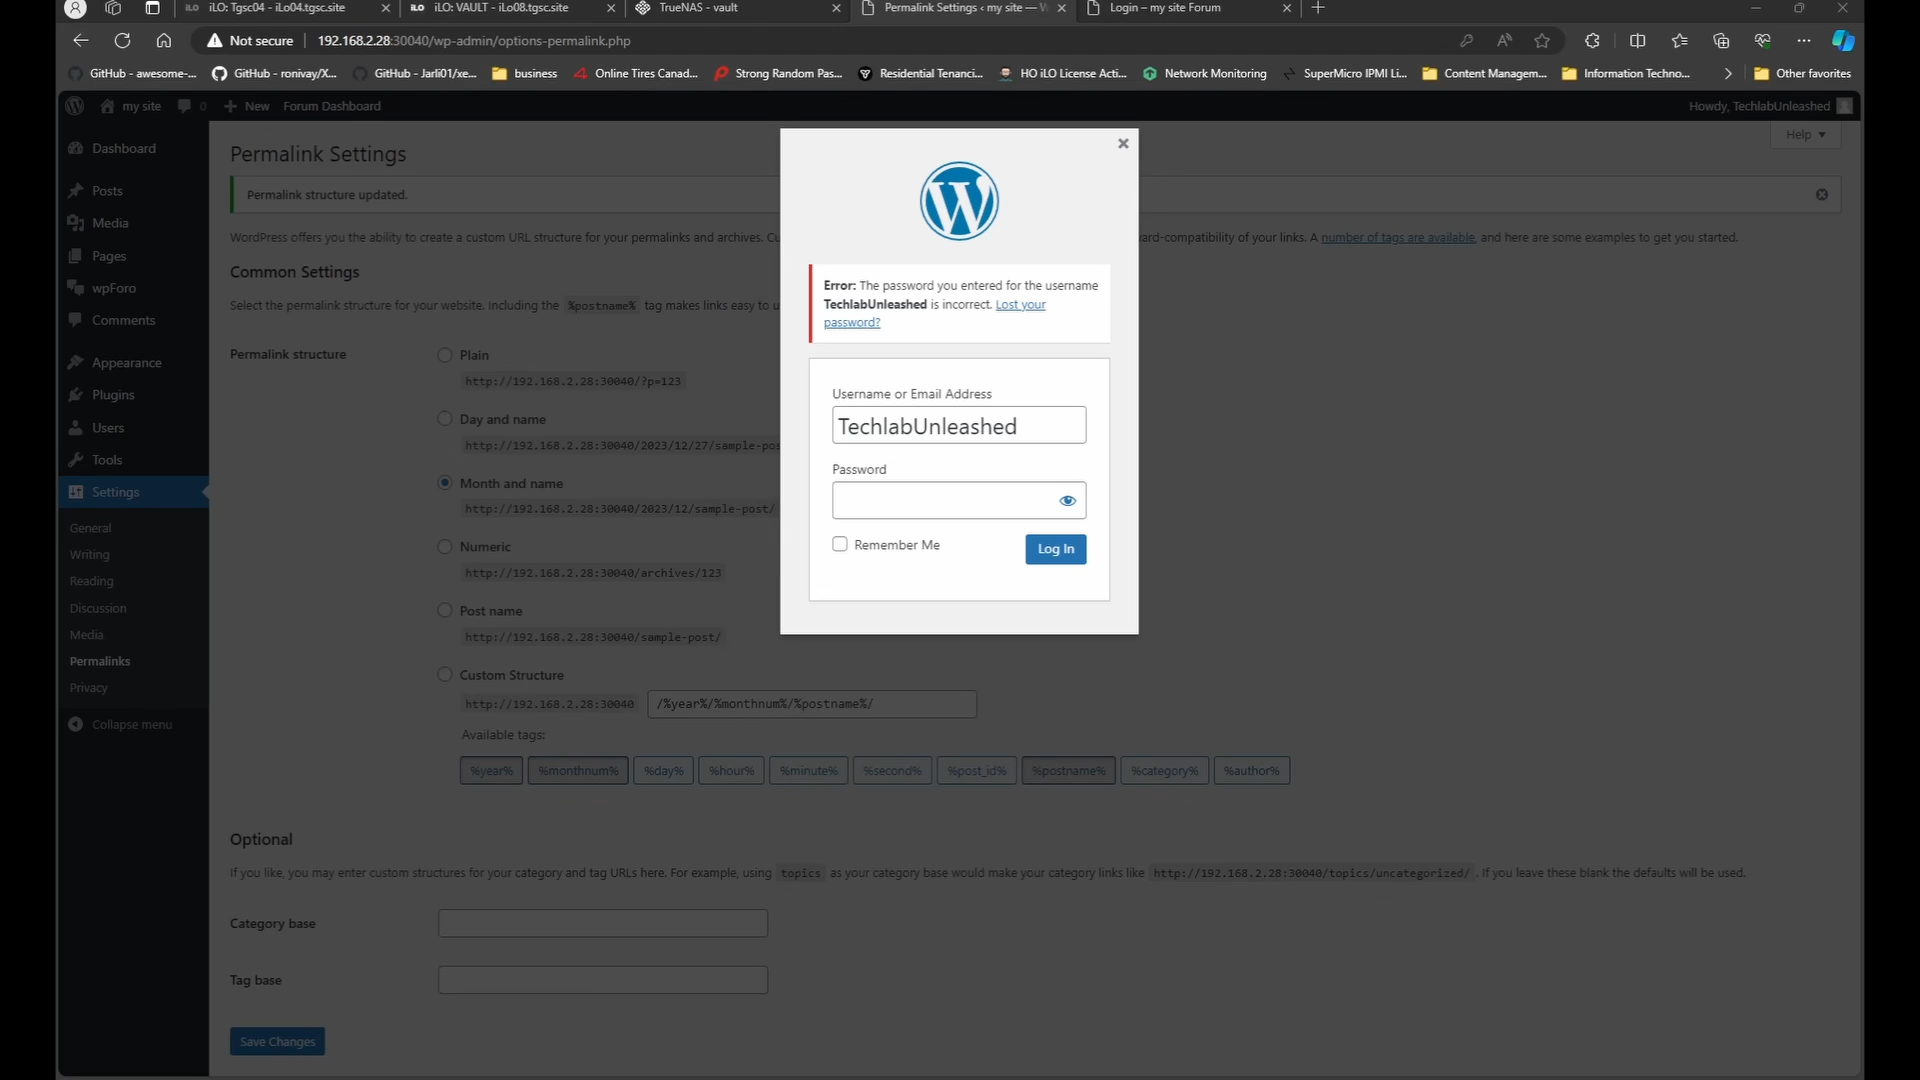 iLO: Tgsc04 - iLo04.tgsc.site
iLO: VAULT - iLo08.tgsc.site
TrueNAS - vault
Permalink Settings ‹ my site — W
Login – my site Forum
Not secure
192.168.2.28:30040/wp-admin/options-permalink.php
GitHub - awesome-...
GitHub - ronivay/X...
GitHub - Jarli01/xe...
business
Online Tires Canad...
Strong Random Pas...
Residential Tenanci...
HO iLO License Acti...
Network Monitoring
SuperMicro IPMI Li...
Content Managem...
Information Techno...
Other favorites
my site
0
New
Forum Dashboard
Howdy, TechlabUnleashed
Help
Dashboard
Posts
Media
Pages
wpForo
Comments
Appearance
Plugins
Users
Tools
Settings
General
Writing
Reading
Discussion
Media
Permalinks
Privacy
Collapse menu
Permalink Settings
Permalink structure updated.
WordPress offers you the ability to create a custom URL structure for your permalinks and archives. Cu
ard-compatibility of your links. A number of tags are available, and here are some examples to get you started.
Common Settings
Select the permalink structure for your website. Including the %postname% tag makes links easy to u
Permalink structure
Plain
http://192.168.2.28:30040/?p=123
Day and name
http://192.168.2.28:30040/2023/12/27/sample-pos
Month and name
http://192.168.2.28:30040/2023/12/sample-post/
Numeric
http://192.168.2.28:30040/archives/123
Post name
http://192.168.2.28:30040/sample-post/
Custom Structure
http://192.168.2.28:30040
/%year%/%monthnum%/%postname%/
Available tags:
%year%
%monthnum%
%day%
%hour%
%minute%
%second%
%post_id%
%postname%
%category%
%author%
Optional
If you like, you may enter custom structures for your category and tag URLs here. For example, using topics as your category base would make your category links like http://192.168.2.28:30040/topics/uncategorized/ . If you leave these blank the defaults will be used.
Category base
Tag base
Save Changes
Error: The password you entered for the username
TechlabUnleashed is incorrect. Lost your
password?
Username or Email Address
TechlabUnleashed
Password
Remember Me
Log In